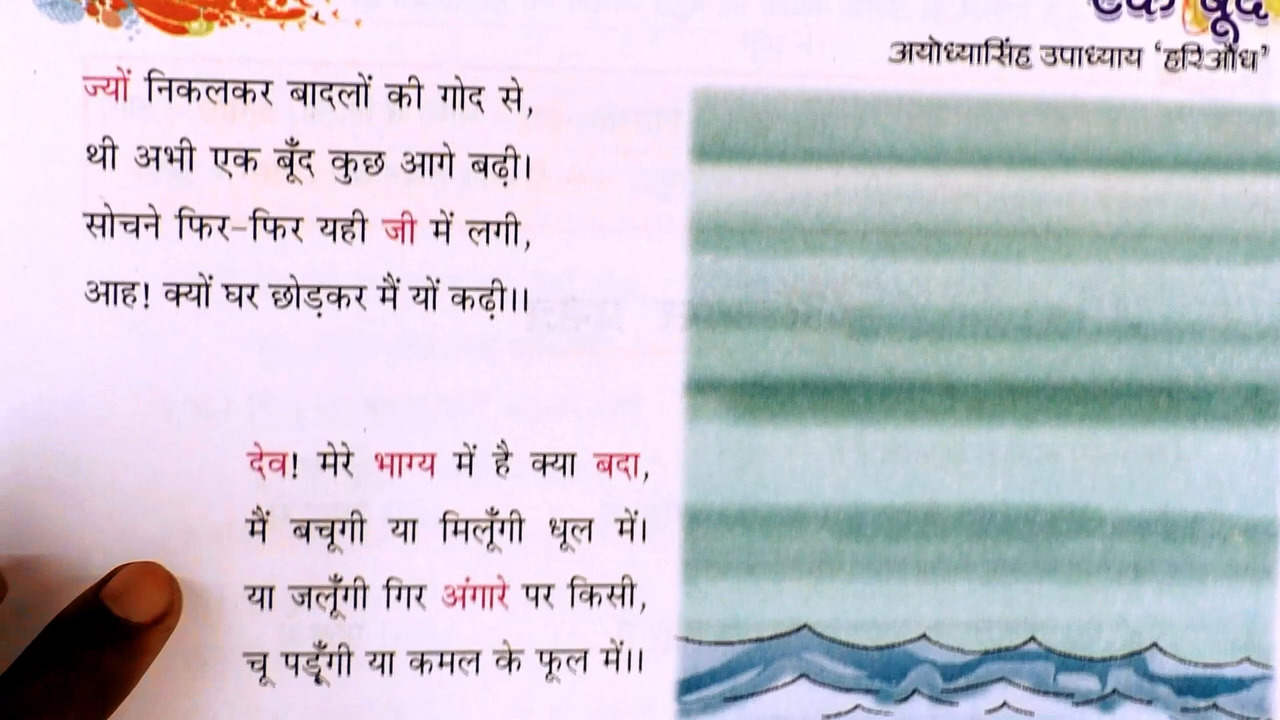 एक बूँद
अयोध्यासिंह उपाध्याय ‘हरिऔध’
ज्यों निकलकर बादलों की गोद से,
थी अभी एक बूँद कुछ आगे बढ़ी।
सोचने फिर-फिर यही जी में लगी,
आह! क्यों घर छोड़कर मैं यों कढ़ी।।
देव! मेरे भाग्य में है क्या बदा,
मैं बचूगी या मिलूँगी धूल में।
या जलूँगी गिर अंगारे पर किसी,
चू पड़ूँगी या कमल के फूल में।।